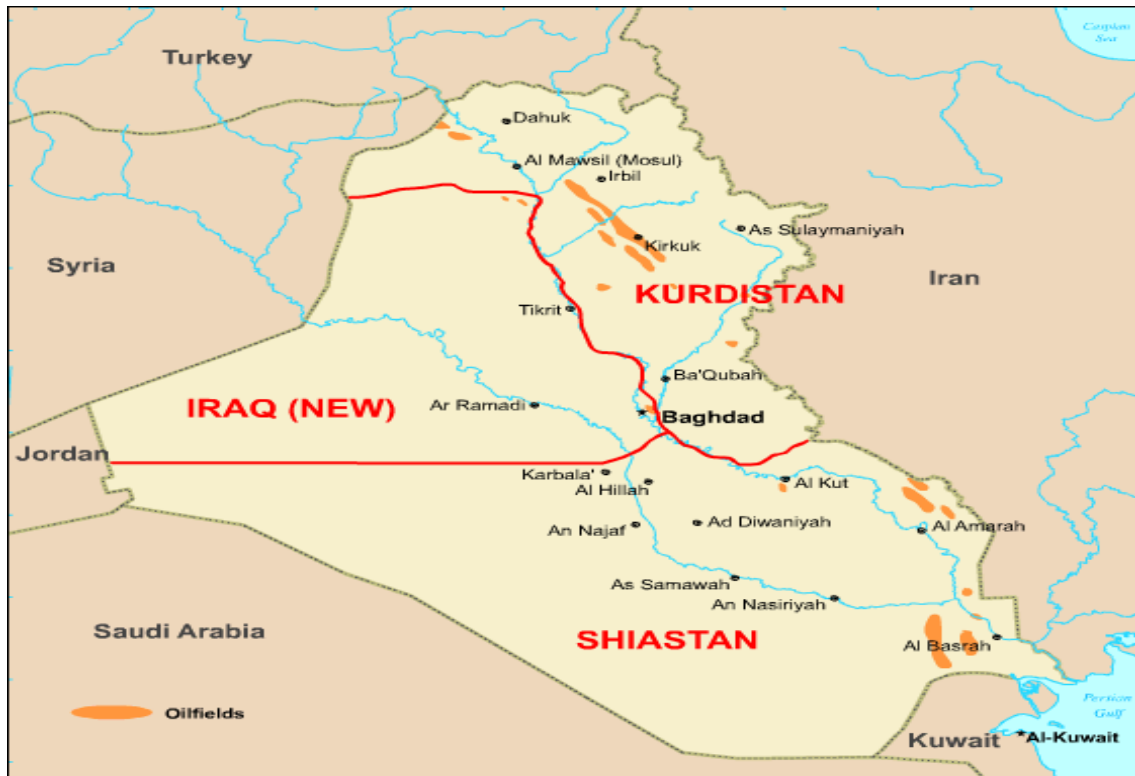 Caspian
Sea
Turkey
Dahuk
Al Mawsil (Mosul)
Irbil
As Sulaymaniyah
Kirkuk
Syria
Iran
KURDISTAN
Tikrit
Ba'Qubah
IRAQ (NEW)
Ar Ramadi
Baghdad
Jordan
Karbala'
Al Hillah
Al Kut
An Najaf
Ad Diwaniyah
Al Amarah
As Samawah
An Nasiriyah
Saudi Arabia
SHIASTAN
Al Basrah
Persian
Gulf
Oilfields
Kuwait
Al-Kuwait